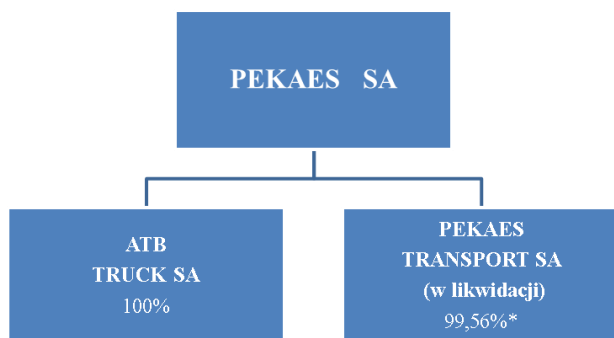 PEKAES SA
ATB
TRUCK SA
100%
PEKAES
TRANSPORT SA
(w likwidacji)
99,56%*